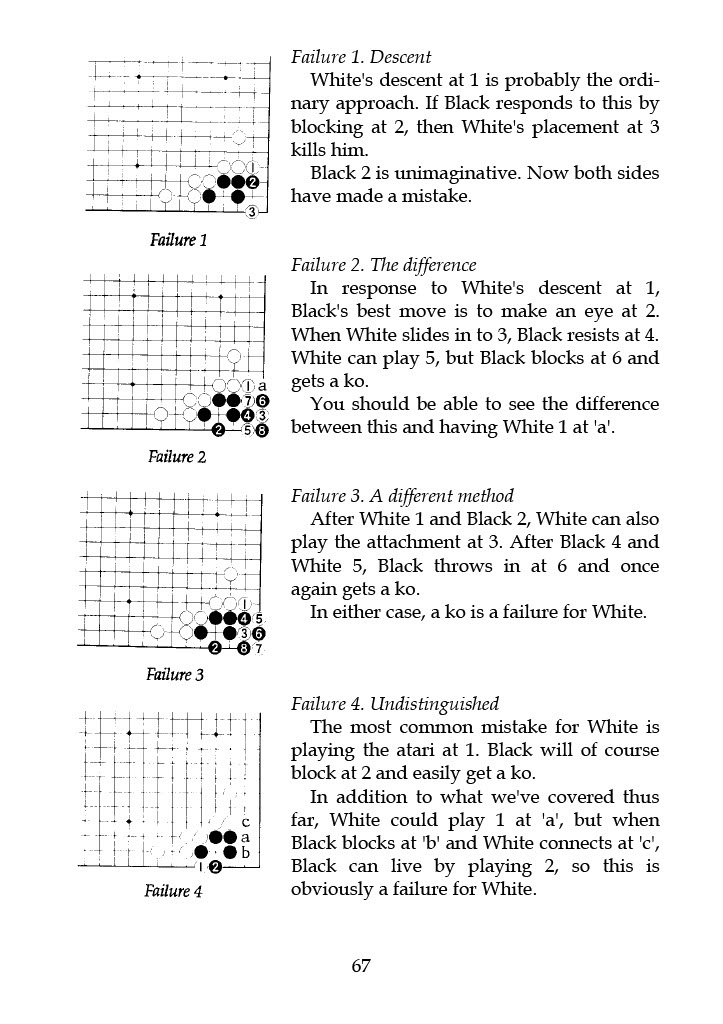 Failure 1. Descent
White's descent at 1 is probably the ordi-
nary approach. If Black responds to this by
blocking at 2, then White's placement at 3
kills him.
Black 2 is unimaginative. Now both sides
have made a mistake.
1
2
3
Failure 1
Failure 2. The difference
In response to White's descent at 1,
Black's best move is to make an eye at 2.
When White slides in to 3, Black resists at 4.
White can play 5, but Black blocks at 6 and
gets a ko.
You should be able to see the difference
between this and having White 1 at 'a'.
1 a
7 6
4 3
2 5 8
Failure 2
Failure 3. A different method
After White 1 and Black 2, White can also
play the attachment at 3. After Black 4 and
White 5, Black throws in at 6 and once
again gets a ko.
In either case, a ko is a failure for White.
1
4 5
3 6
2 8 7
Failure 3
Failure 4. Undistinguished
The most common mistake for White is
playing the atari at 1. Black will of course
block at 2 and easily get a ko.
In addition to what we've covered thus
far, White could play 1 at 'a', but when
Black blocks at 'b' and White connects at 'c',
Black can live by playing 2, so this is
obviously a failure for White.
c
a
b
1 2
Failure 4
67